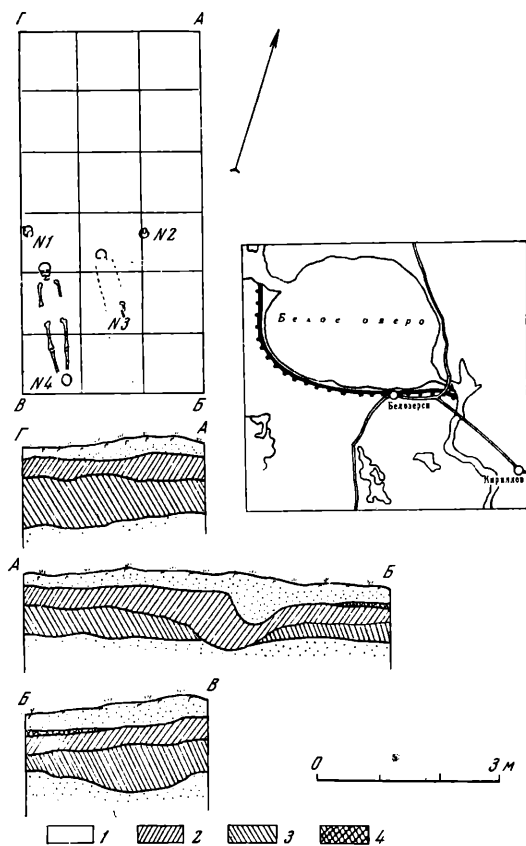 Г А
N1 N2
N3
N4
В Б
Белое озеро
Белозерск
Кириллов
Г А
А Б
Б В
0 3 м
1 2 3 4